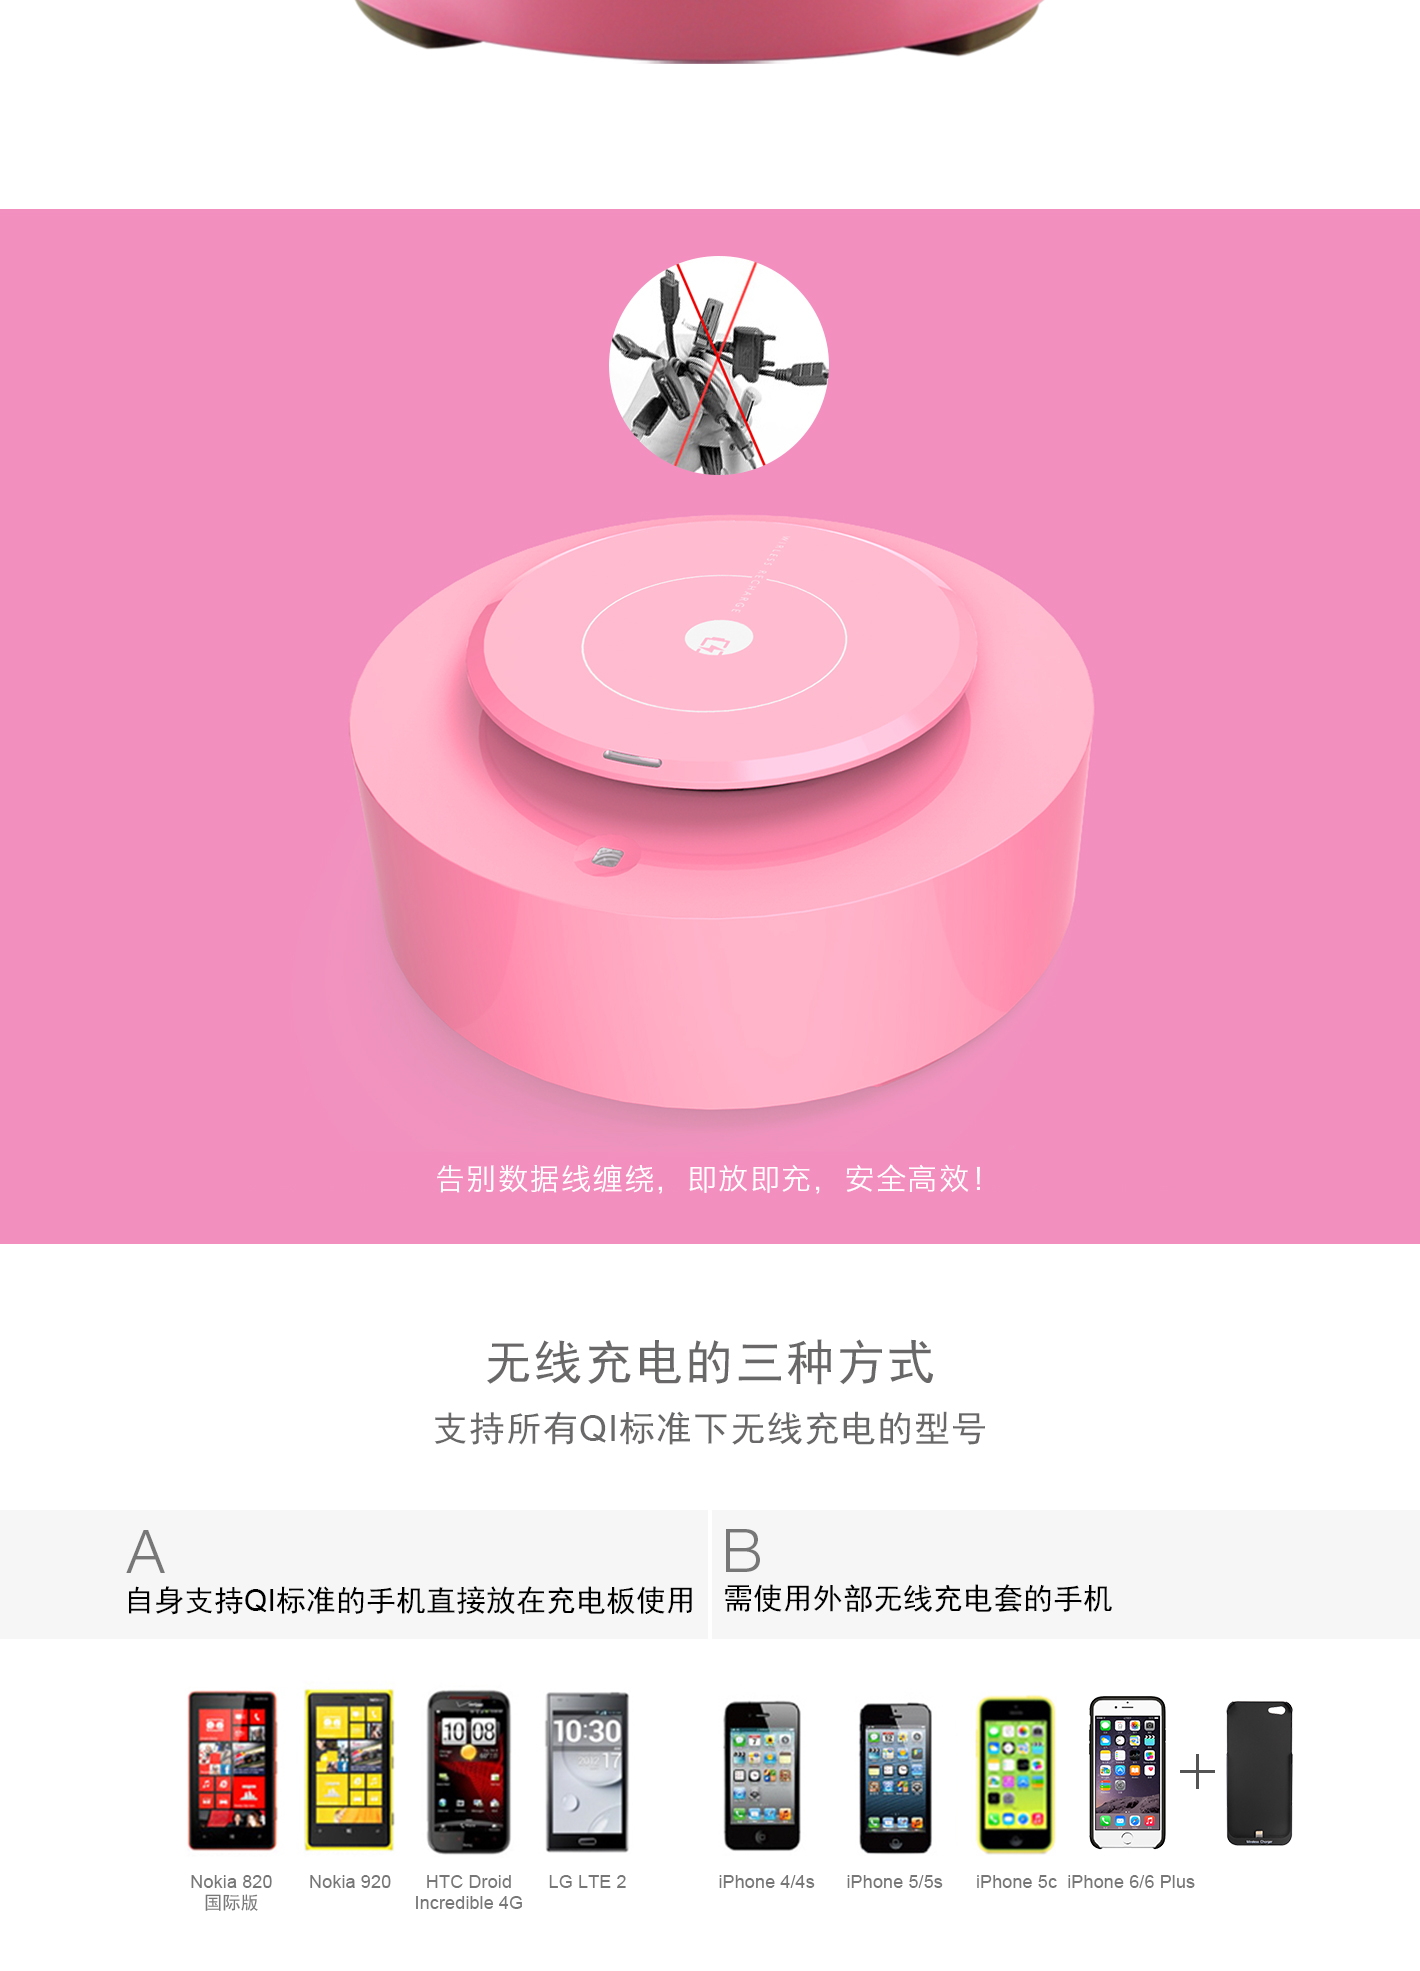 WIRLESS RECHARGE
告别数据线缠绕，即放即充，安全高效！
无线充电的三种方式
支持所有QI标准下无线充电的型号
A
自身支持QI标准的手机直接放在充电板使用
B
需使用外部无线充电套的手机
10 08
10:30
17
Wireless Charger
Nokia 820
国际版
Nokia 920
HTC Droid
Incredible 4G
LG LTE 2
iPhone 4/4s
iPhone 5/5s
iPhone 5c
iPhone 6/6 Plus